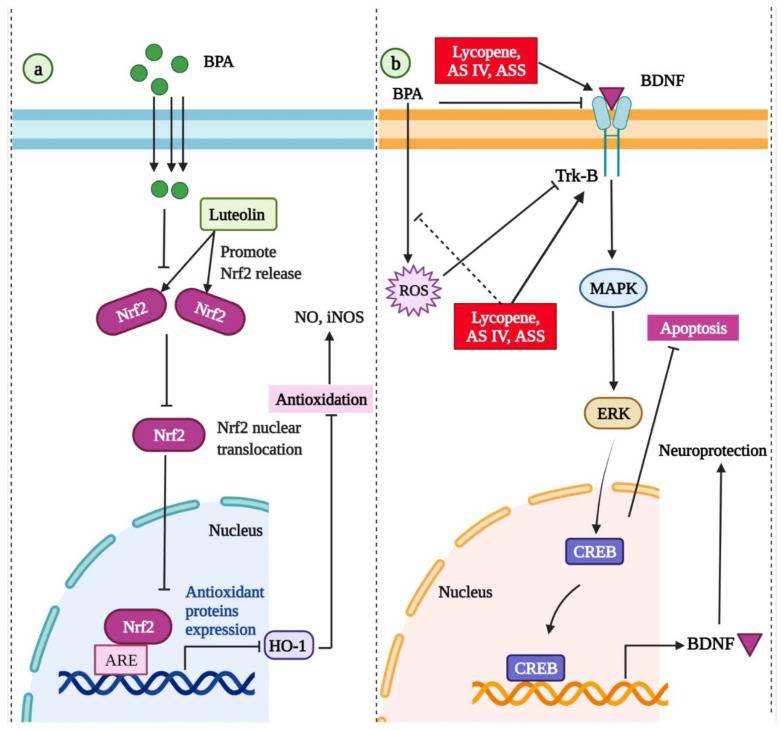 a
BPA
Luteolin
Promote
Nrf2 release
Nrf2
Nrf2
NO, iNOS
Antioxidation
Nrf2
Nrf2 nuclear
translocation
Nucleus
Antioxidant
proteins
expression
Nrf2
ARE
HO-1
b
Lycopene,
AS IV, ASS
BDNF
BPA
Trk-B
ROS
MAPK
Lycopene,
AS IV, ASS
Apoptosis
ERK
Neuroprotection
CREB
Nucleus
BDNF
CREB